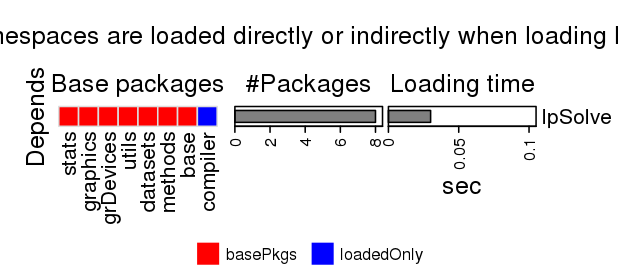 are loaded directly or indirectly when loading
Base packages #Packages Loading time
Depends
lpSolve
stats
graphics
grDevices
utils
datasets
methods
base
compiler
0 2 4 6 8
0 0.05 0.1
sec
basePkgs loadedOnly